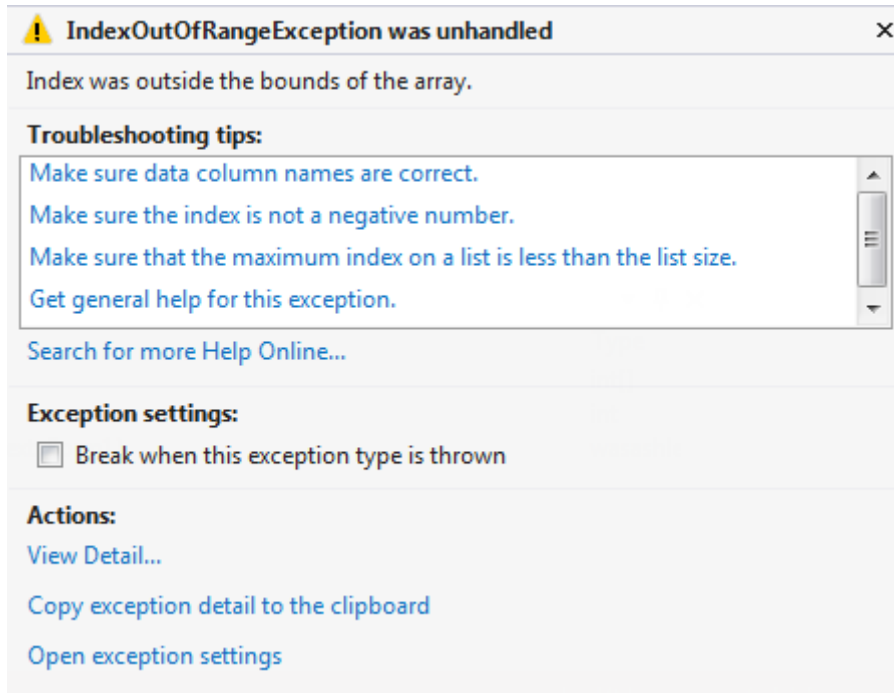 IndexOutOfRangeException was unhandled
Index was outside the bounds of the array.
Troubleshooting tips:
Make sure data column names are correct.
Make sure the index is not a negative number.
Make sure that the maximum index on a list is less than the list size.
Get general help for this exception.
Search for more Help Online...
Exception settings:
Break when this exception type is thrown
Actions:
View Detail...
Copy exception detail to the clipboard
Open exception settings